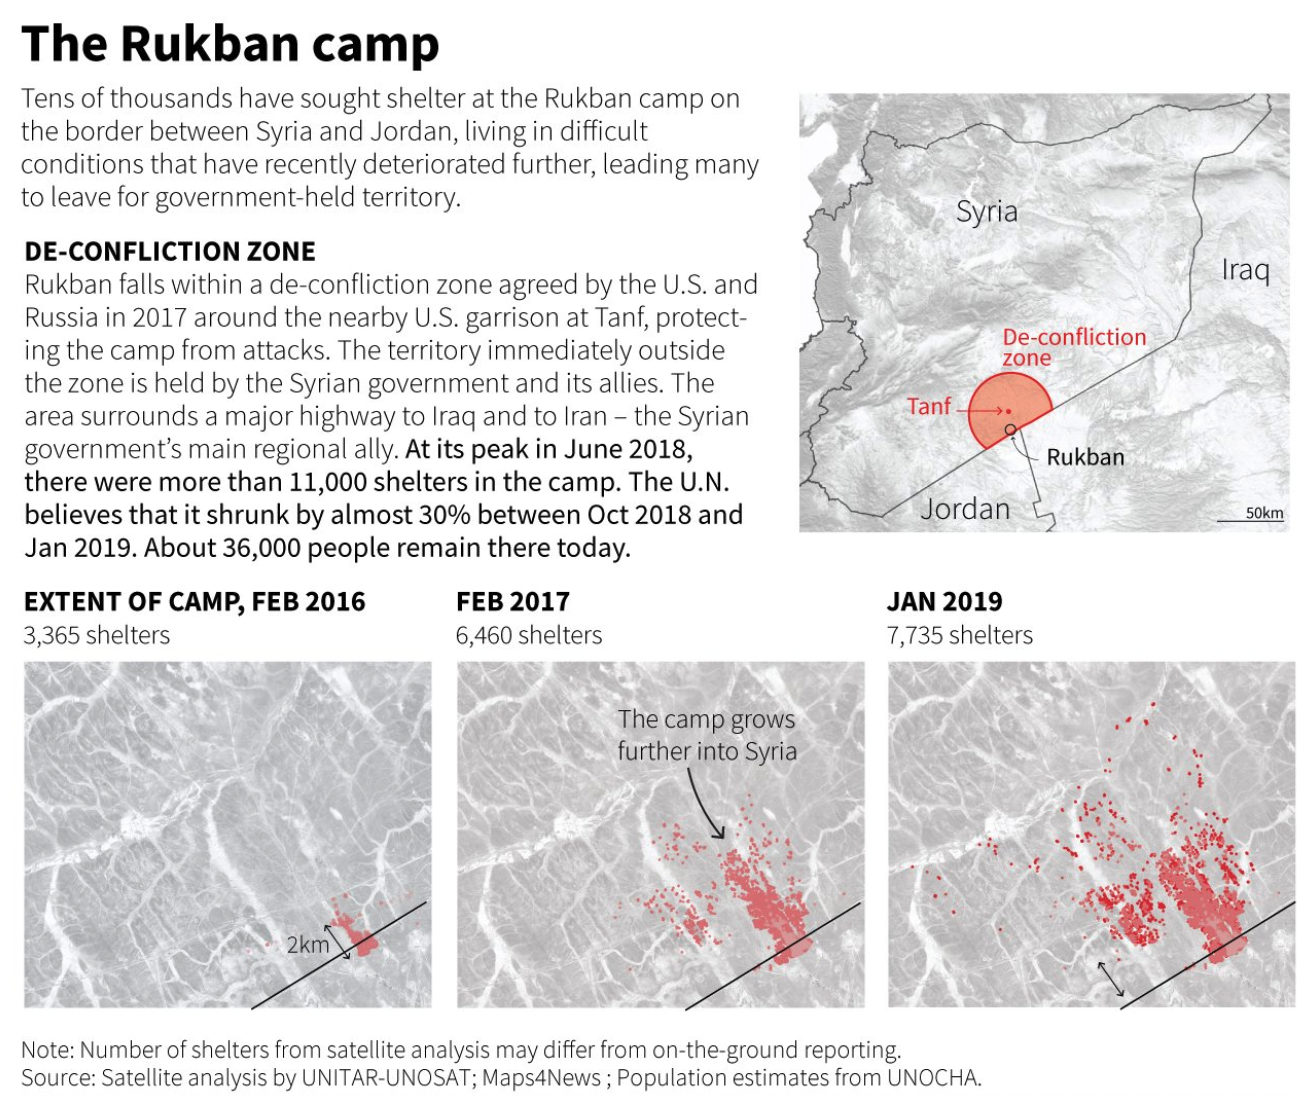 The Rukban camp
Tens of thousands have sought shelter at the Rukban camp on
the border between Syria and Jordan, living in difficult
conditions that have recently deteriorated further, leading many
to leave for government-held territory.
DE-CONFLICTION ZONE
Rukban falls within a de-confliction zone agreed by the U.S. and
Russia in 2017 around the nearby U.S. garrison at Tanf, protect-
ing the camp from attacks. The territory immediately outside
the zone is held by the Syrian government and its allies. The
area surrounds a major highway to Iraq and to Iran – the Syrian
government's main regional ally. At its peak in June 2018,
there were more than 11,000 shelters in the camp. The U.N.
believes that it shrunk by almost 30% between Oct 2018 and
Jan 2019. About 36,000 people remain there today.
Syria
Iraq
De-confliction
zone
Tanf
Rukban
Jordan
50km
EXTENT OF CAMP, FEB 2016
3,365 shelters
2km
FEB 2017
6,460 shelters
The camp grows
further into Syria
JAN 2019
7,735 shelters
Note: Number of shelters from satellite analysis may differ from on-the-ground reporting.
Source: Satellite analysis by UNITAR-UNOSAT; Maps4News ; Population estimates from UNOCHA.